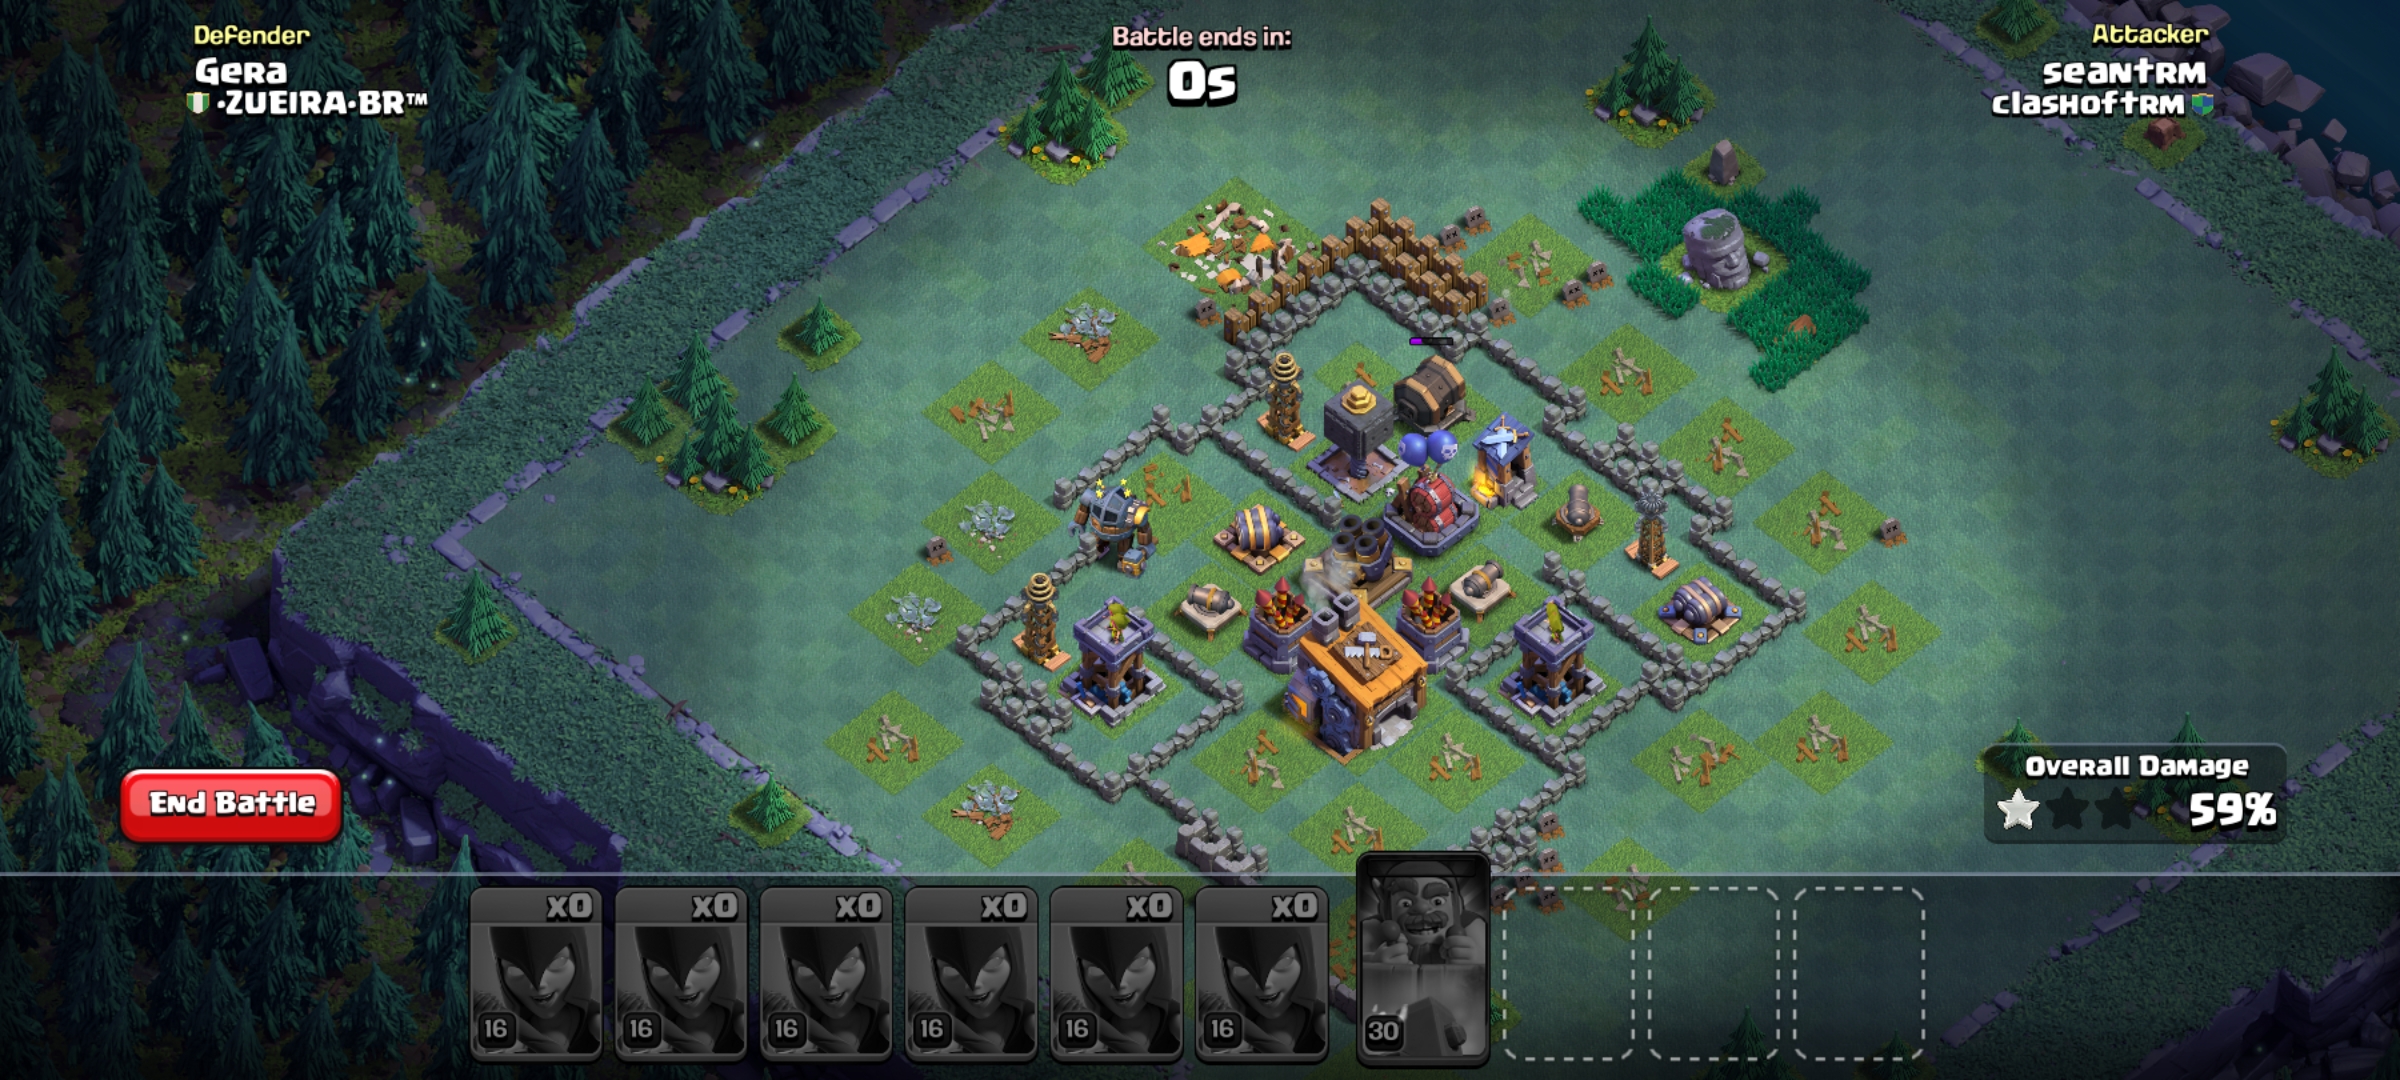 Defender
Gera
•ZUEIRA•BR™
Battle ends in:
0s
Attacker
seantrm
clashoftrm
End Battle
Overall Damage
59%
x0
x0
x0
x0
x0
x0
16
16
16
16
16
16
30